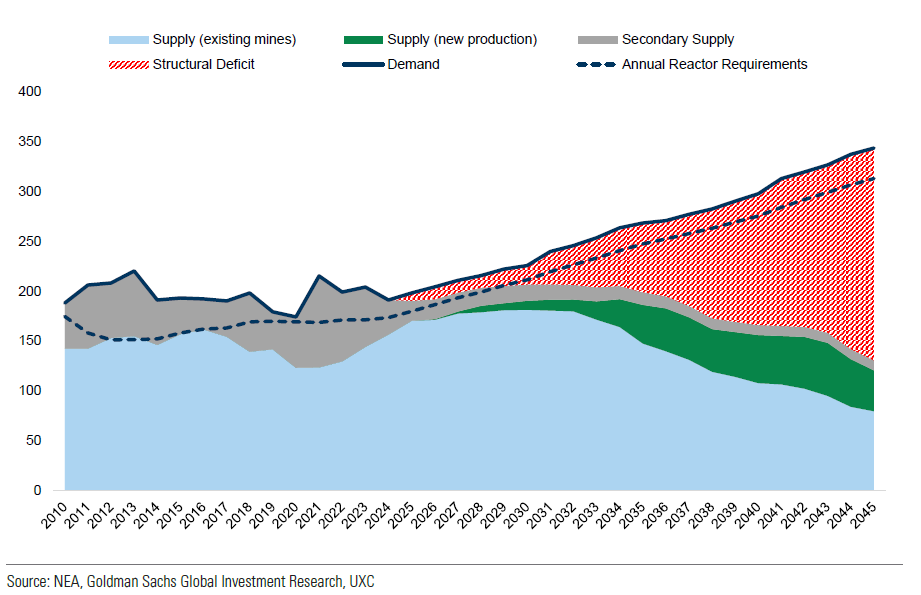 Supply (existing mines) Supply (new production) Secondary Supply
Structural Deficit Demand Annual Reactor Requirements
400
350
300
250
200
150
100
50
0
2010 2011 2012 2013 2014 2015 2016 2017 2018 2019 2020 2021 2022 2023 2024 2025 2026 2027 2028 2029 2030 2031 2032 2033 2034 2035 2036 2037 2038 2039 2040 2041 2042 2043 2044 2045
Source: NEA, Goldman Sachs Global Investment Research, UXC